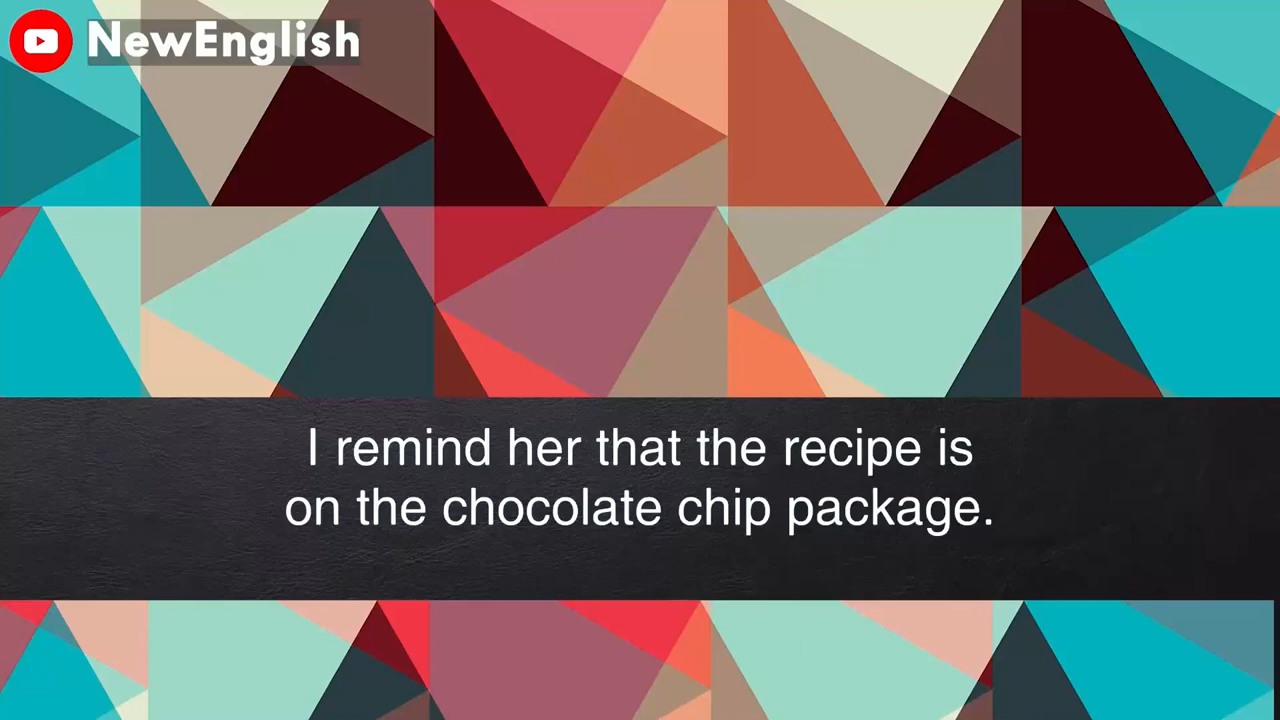 NewEnglish
I remind her that the recipe is
on the chocolate chip package.